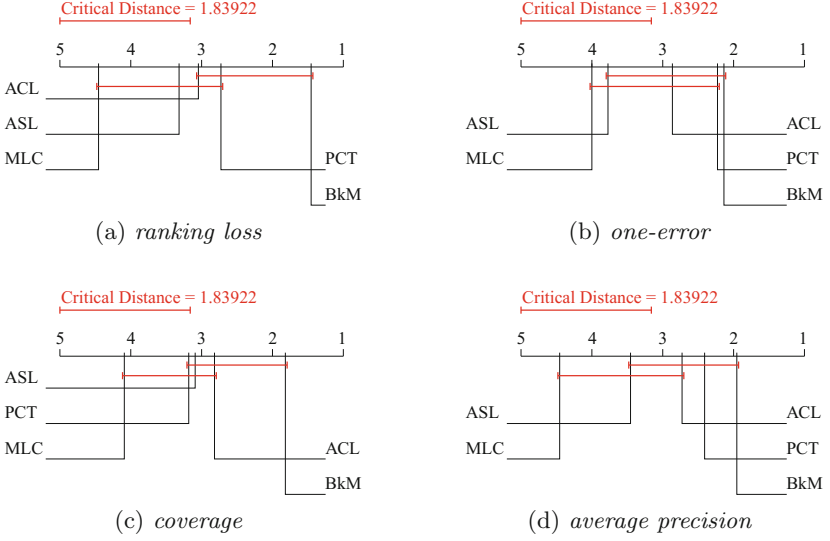 Critical Distance = 1.83922
5 4 3 2 1
ACL
ASL
MLC
PCT
BkM
(a) ranking loss
Critical Distance = 1.83922
5 4 3 2 1
ASL
MLC
ACL
PCT
BkM
(b) one-error
Critical Distance = 1.83922
5 4 3 2 1
ASL
PCT
MLC
ACL
BkM
(c) coverage
Critical Distance = 1.83922
5 4 3 2 1
ASL
MLC
ACL
PCT
BkM
(d) average precision